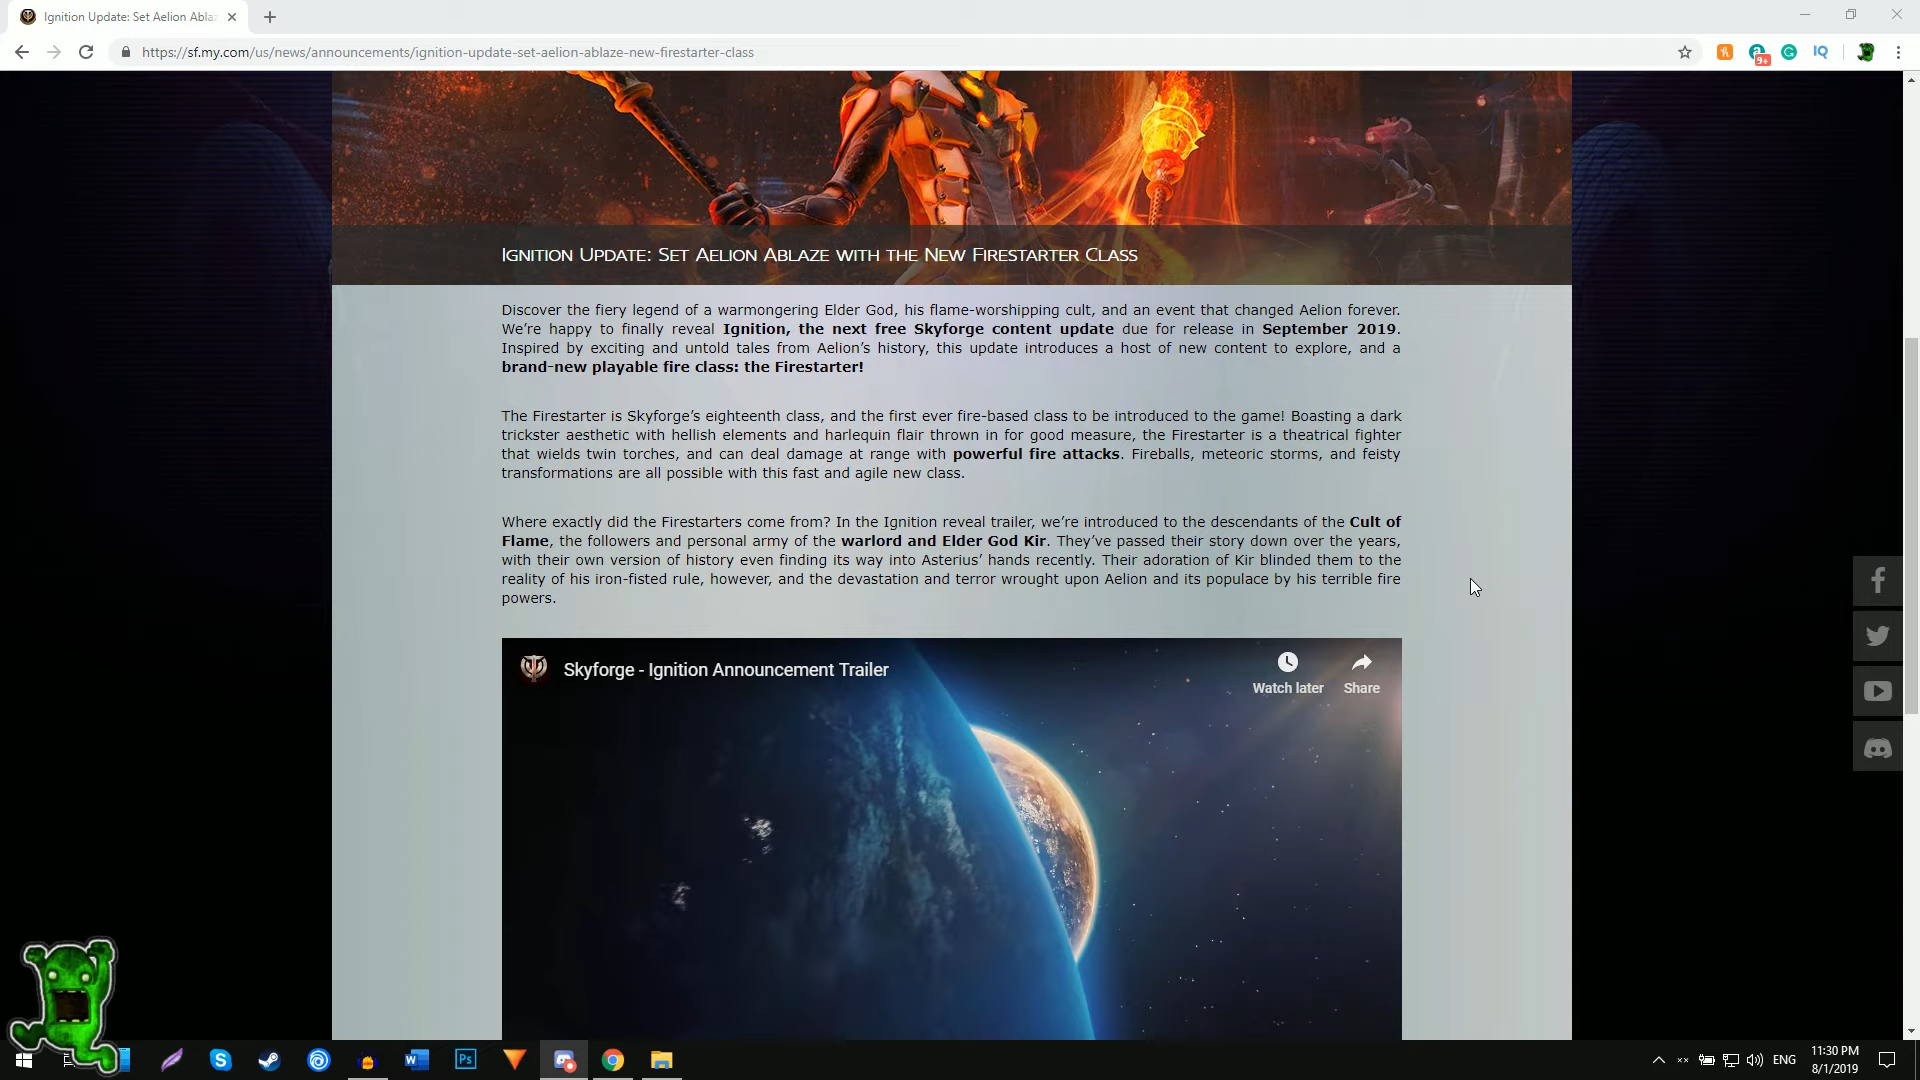 Ignition Update: Set Aelion Abla
https://sf.my.com/us/news/announcements/ignition-update-set-aelion-ablaze-new-firestarter-class
9+
IQ
Ignition Update: Set Aelion Ablaze with the New Firestarter Class
Discover the fiery legend of a warmongering Elder God, his flame-worshipping cult, and an event that changed Aelion forever.
We’re happy to finally reveal Ignition, the next free Skyforge content update due for release in September 2019.
Inspired by exciting and untold tales from Aelion’s history, this update introduces a host of new content to explore, and a
brand-new playable fire class: the Firestarter!
The Firestarter is Skyforge’s eighteenth class, and the first ever fire-based class to be introduced to the game! Boasting a dark
trickster aesthetic with hellish elements and harlequin flair thrown in for good measure, the Firestarter is a theatrical fighter
that wields twin torches, and can deal damage at range with powerful fire attacks. Fireballs, meteoric storms, and feisty
transformations are all possible with this fast and agile new class.
Where exactly did the Firestarters come from? In the Ignition reveal trailer, we’re introduced to the descendants of the Cult of
Flame, the followers and personal army of the warlord and Elder God Kir. They’ve passed their story down over the years,
with their own version of history even finding its way into Asterius’ hands recently. Their adoration of Kir blinded them to the
reality of his iron-fisted rule, however, and the devastation and terror wrought upon Aelion and its populace by his terrible fire
powers.
Skyforge - Ignition Announcement Trailer
Watch later
Share
Ps
ENG
11:30 PM
8/1/2019